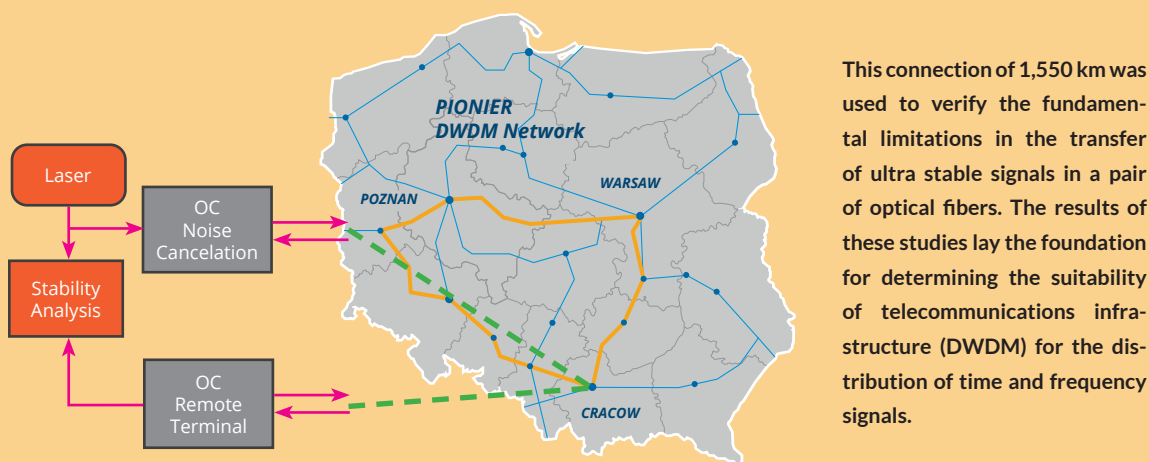 Laser
OC
Noise
Cancelation
Stability
Analysis
OC
Remote
Terminal
PIONIER
DWDM Network
POZNAN
WARSAW
CRACOW
This connection of 1,550 km was
used to verify the fundamen-
tal limitations in the transfer
of ultra stable signals in a pair
of optical fibers. The results of
these studies lay the foundation
for determining the suitability
of telecommunications infra-
structure (DWDM) for the dis-
tribution of time and frequency
signals.